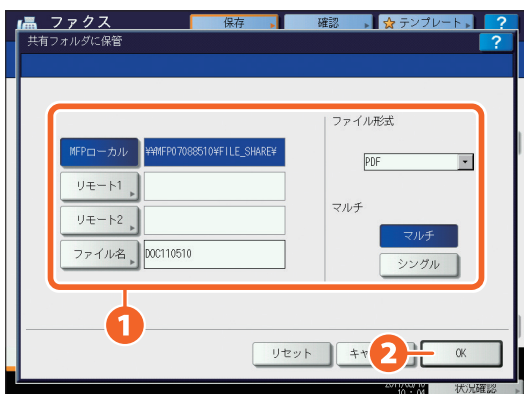 ファクス 保存 確認 テンプレート ?
共有フォルダに保管 ?
ファイル形式
MFPローカル ¥¥MFP07088510¥FILE_SHARE¥
PDF
リモート1
リモート2
マルチ
マルチ
ファイル名 DOC110510
シングル
1
リセット キャ 2 OK
10:04 状況確認